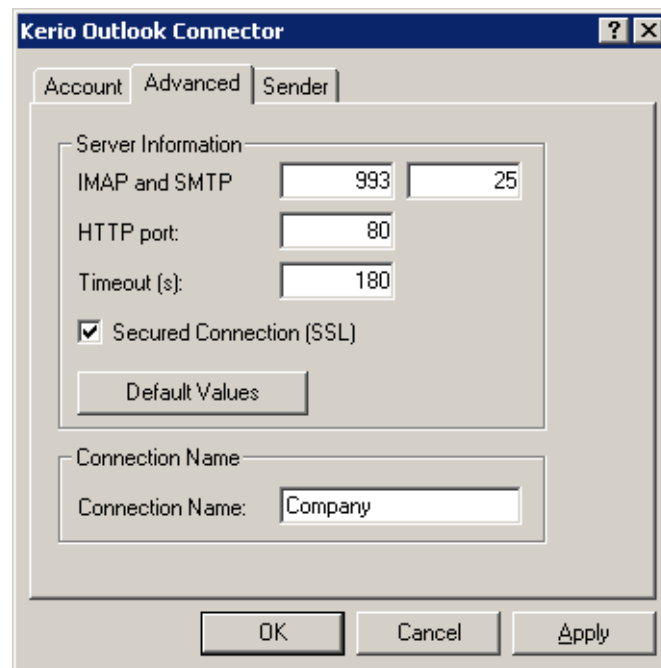 Kerio Outlook Connector
Account Advanced Sender
Server Information
IMAP and SMTP 993 25
HTTP port: 80
Timeout (s): 180
Secured Connection (SSL)
Default Values
Connection Name
Connection Name: Company
OK Cancel Apply